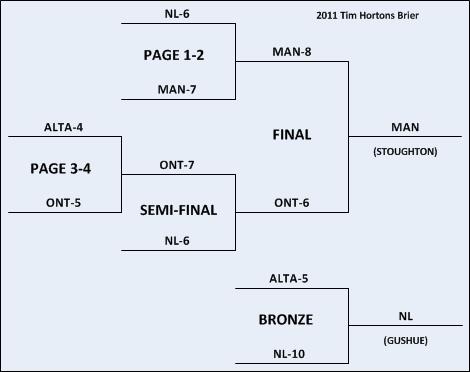 NL-6
2011 Tim Hortons Brier
PAGE 1-2
MAN-8
MAN-7
ALTA-4
FINAL
MAN
(STOUGHTON)
PAGE 3-4
ONT-7
ONT-5
SEMI-FINAL
ONT-6
NL-6
ALTA-5
BRONZE
NL
(GUSHUE)
NL-10